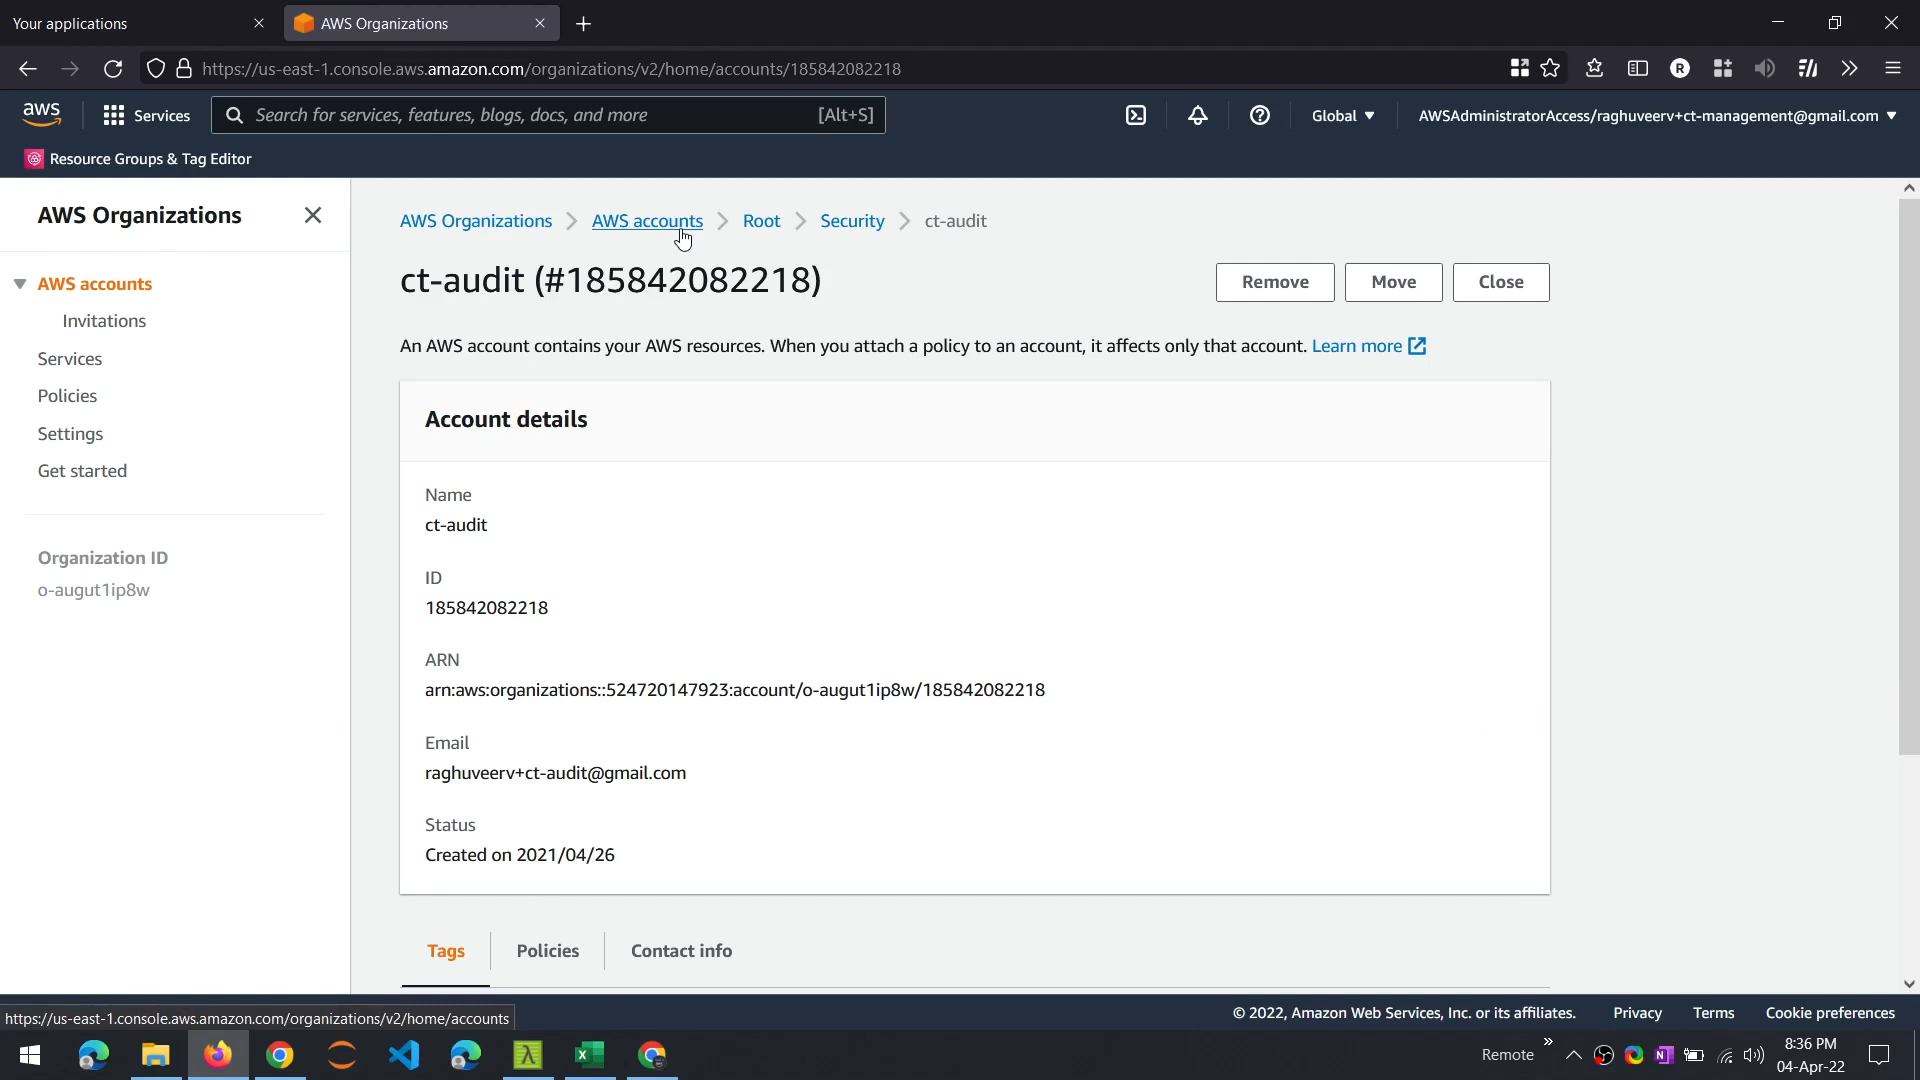 Your applications
AWS Organizations
https://us-east-1.console.aws.amazon.com/organizations/v2/home/accounts/185842082218
aws
Services
Search for services, features, blogs, docs, and more
[Alt+S]
Global
AWSAdministratorAccess/raghuveerv+ct-management@gmail.com
Resource Groups & Tag Editor
AWS Organizations
AWS accounts
Invitations
Services
Policies
Settings
Get started
Organization ID
o-augut1ip8w
AWS Organizations
AWS accounts
Root
Security
ct-audit
ct-audit (#185842082218)
Remove
Move
Close
An AWS account contains your AWS resources. When you attach a policy to an account, it affects only that account. Learn more
Account details
Name
ct-audit
ID
185842082218
ARN
arn:aws:organizations::524720147923:account/o-augut1ip8w/185842082218
Email
raghuveerv+ct-audit@gmail.com
Status
Created on 2021/04/26
Tags
Policies
Contact info
https://us-east-1.console.aws.amazon.com/organizations/v2/home/accounts
© 2022, Amazon Web Services, Inc. or its affiliates.
Privacy
Terms
Cookie preferences
Remote
8:36 PM
04-Apr-22